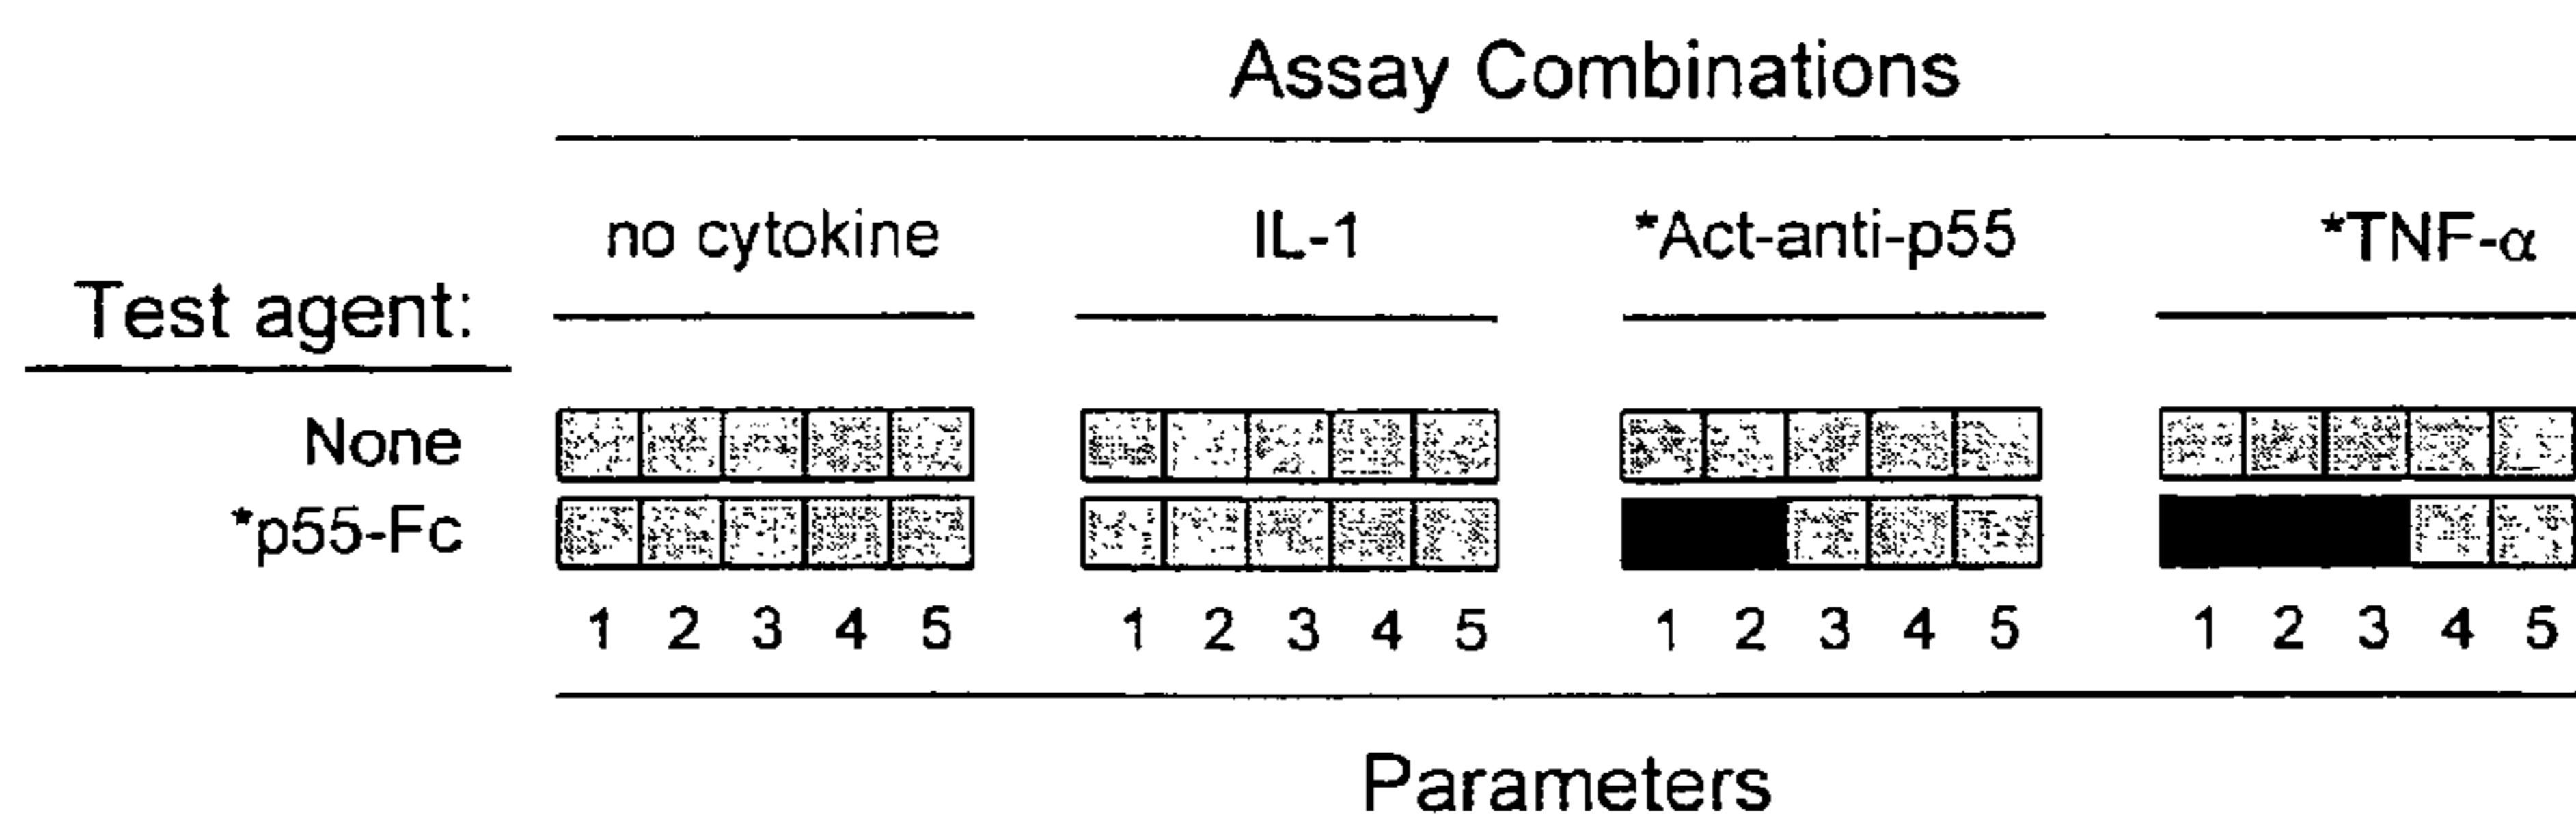 Assay Combinations
no cytokine IL-1 *Act-anti-p55 *TNF-α
Test agent:
None
*p55-Fc
1 2 3 4 5 1 2 3 4 5 1 2 3 4 5 1 2 3 4 5
Parameters